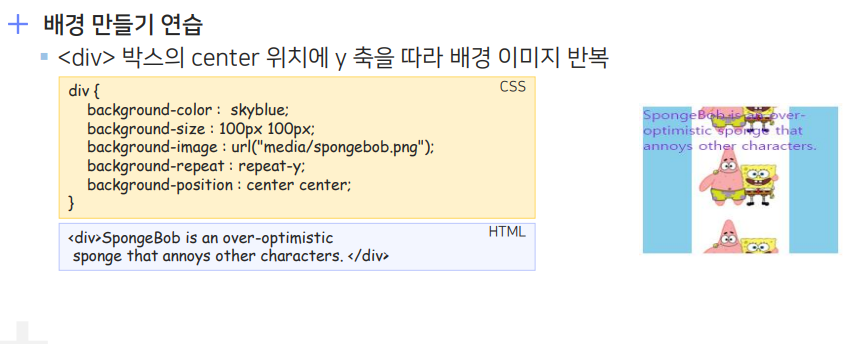 배경 만들기 연습
<div> 박스의 center 위치에 y 축을 따라 배경 이미지 반복
CSS
div {
background-color : skyblue;
background-size : 100px 100px;
background-image : url("media/spongebob.png");
background-repeat : repeat-y;
background-position : center center;
}
HTML
<div>SpongeBob is an over-optimistic
sponge that annoys other characters. </div>
SpongeBob is an over-
optimistic sponge that
annoys other characters.